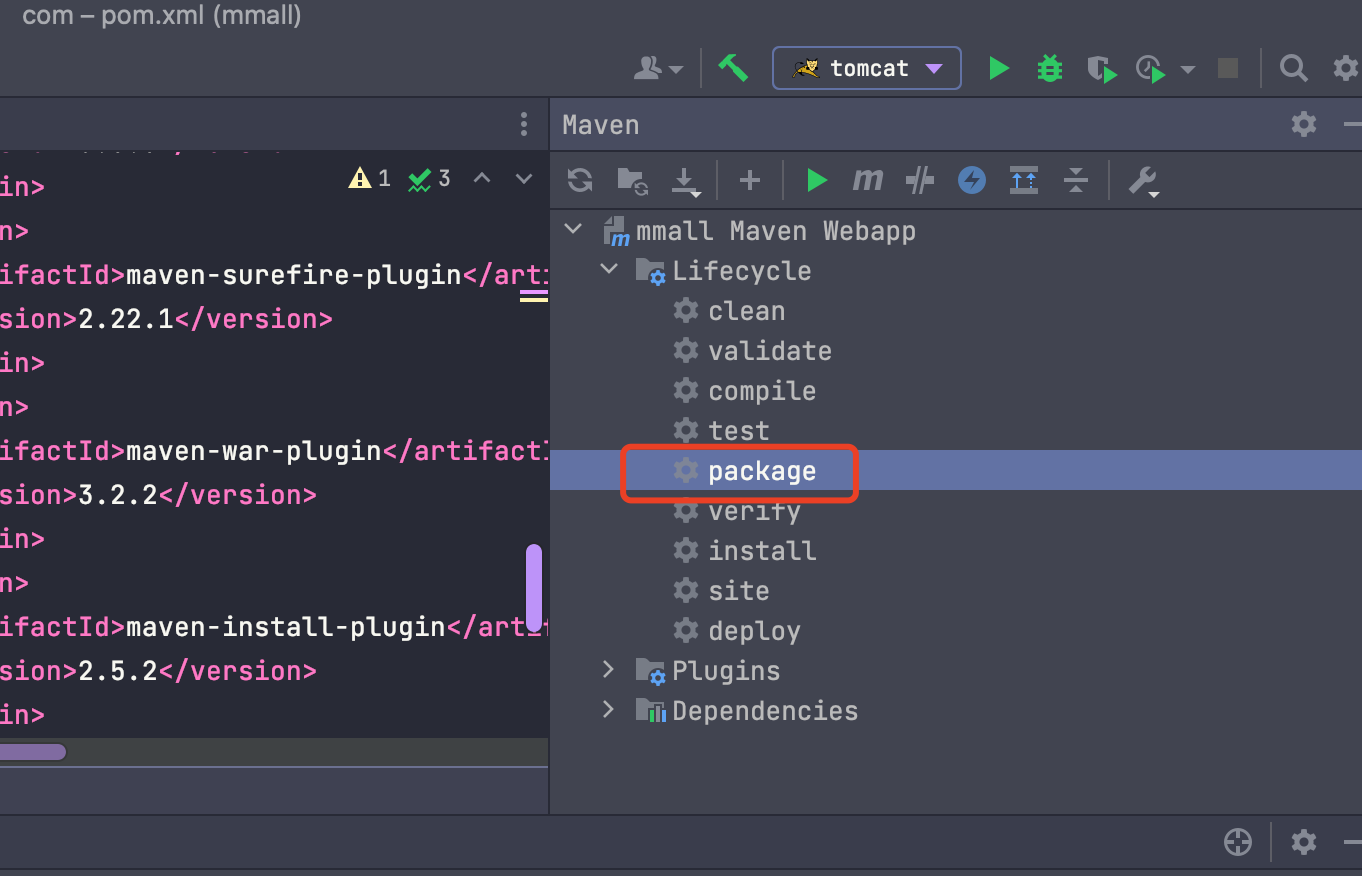 com – pom.xml (mmall)
tomcat
Maven
1 3
in>
n>
ifactId>maven-surefire-plugin</arti
sion>2.22.1</version>
in>
n>
ifactId>maven-war-plugin</artifacti
sion>3.2.2</version>
in>
n>
ifactId>maven-install-plugin</artif
sion>2.5.2</version>
in>
m
mmall Maven Webapp
Lifecycle
clean
validate
compile
test
package
verify
install
site
deploy
Plugins
Dependencies